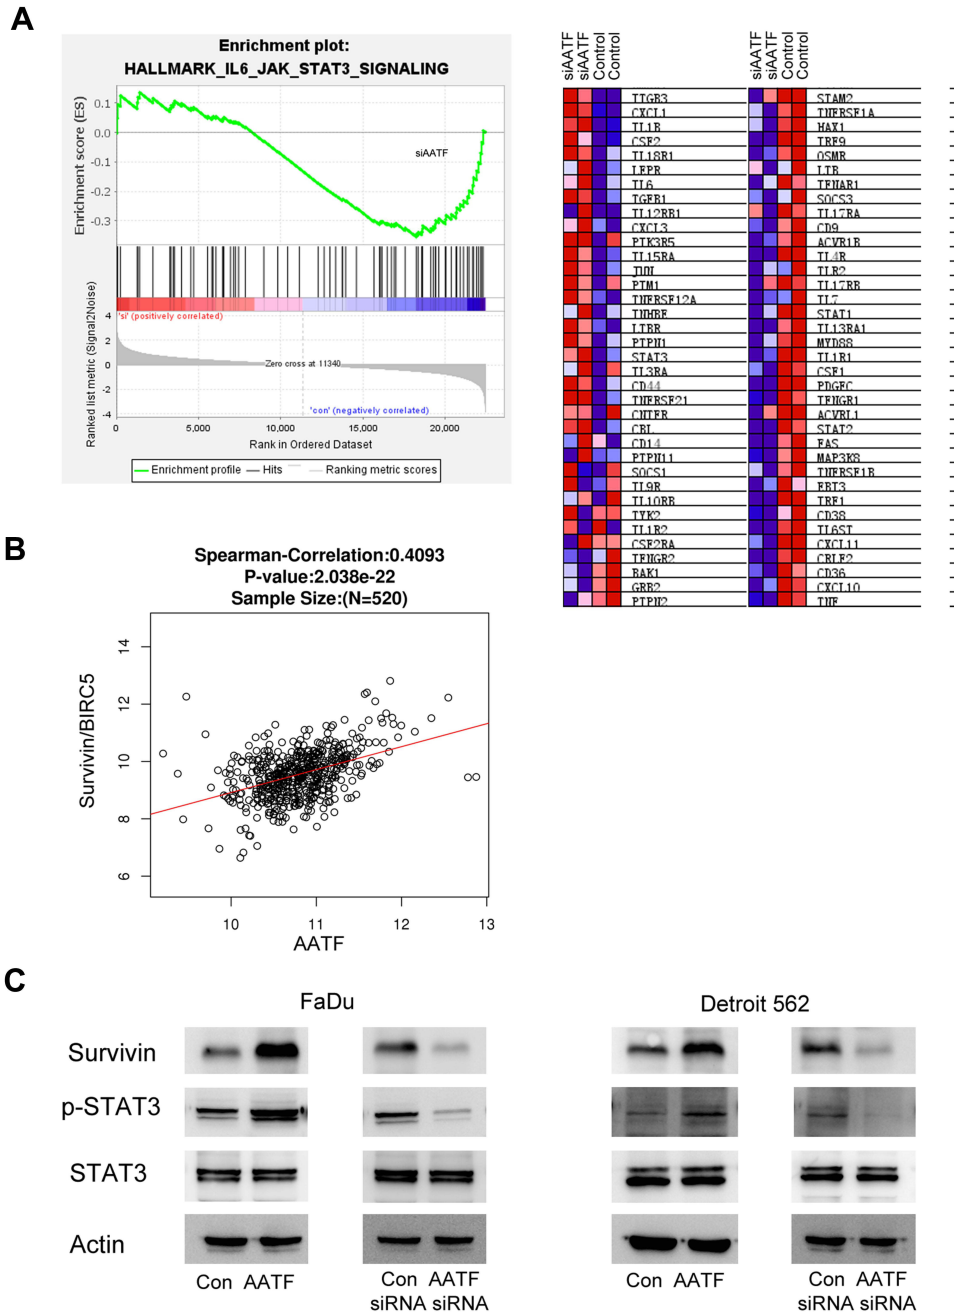 A
Enrichment plot:
HALLMARK_IL6_JAK_STAT3_SIGNALING
Enrichment score (ES)
0.1
0.0
-0.1
-0.2
-0.3
siAATF
Ranked list metric (Signal2Noise)
'si' (positively correlated)
4
2
0
-2
-4
Zero cross at 11340
'con' (negatively correlated)
0 5,000 10,000 15,000 20,000
Rank in Ordered Dataset
Enrichment profile Hits Ranking metric scores
siAATF
siAATF
Control
Control
ITGB3
CXCL1
IL1B
CSF2
IL18R1
LEPR
IL6
TGFB1
IL12RB1
CXCL3
PIK3R5
IL15RA
JUN
PIM1
TNFRSF12A
INHBE
LTBR
PTPN1
STAT3
IL3RA
CD44
TNFRSF21
CNTFR
CBL
CD14
PTPN11
SOCS1
IL9R
IL10RB
TYK2
IL1R2
CSF2RA
IFNGR2
BAK1
GRB2
PTPN2
siAATF
siAATF
Control
Control
STAM2
TNFRSF1A
HAX1
IRF9
OSMR
LTB
IFNAR1
SOCS3
IL17RA
CD9
ACVR1B
IL4R
TLR2
IL17RB
IL7
STAT1
IL13RA1
MYD88
IL1R1
CSF1
PDGFC
IFNGR1
ACVRL1
STAT2
FAS
MAP3K8
TNFRSF1B
EBI3
IRF1
CD38
IL6ST
CXCL11
CRLF2
CD36
CXCL10
TNF
B
Spearman-Correlation:0.4093
P-value:2.038e-22
Sample Size:(N=520)
Survivin/BIRC5
14
12
10
8
6
10 11 12 13
AATF
C
FaDu
Detroit 562
Survivin
p-STAT3
STAT3
Actin
Con AATF
Con AATF
siRNA siRNA
Con AATF
Con AATF
siRNA siRNA